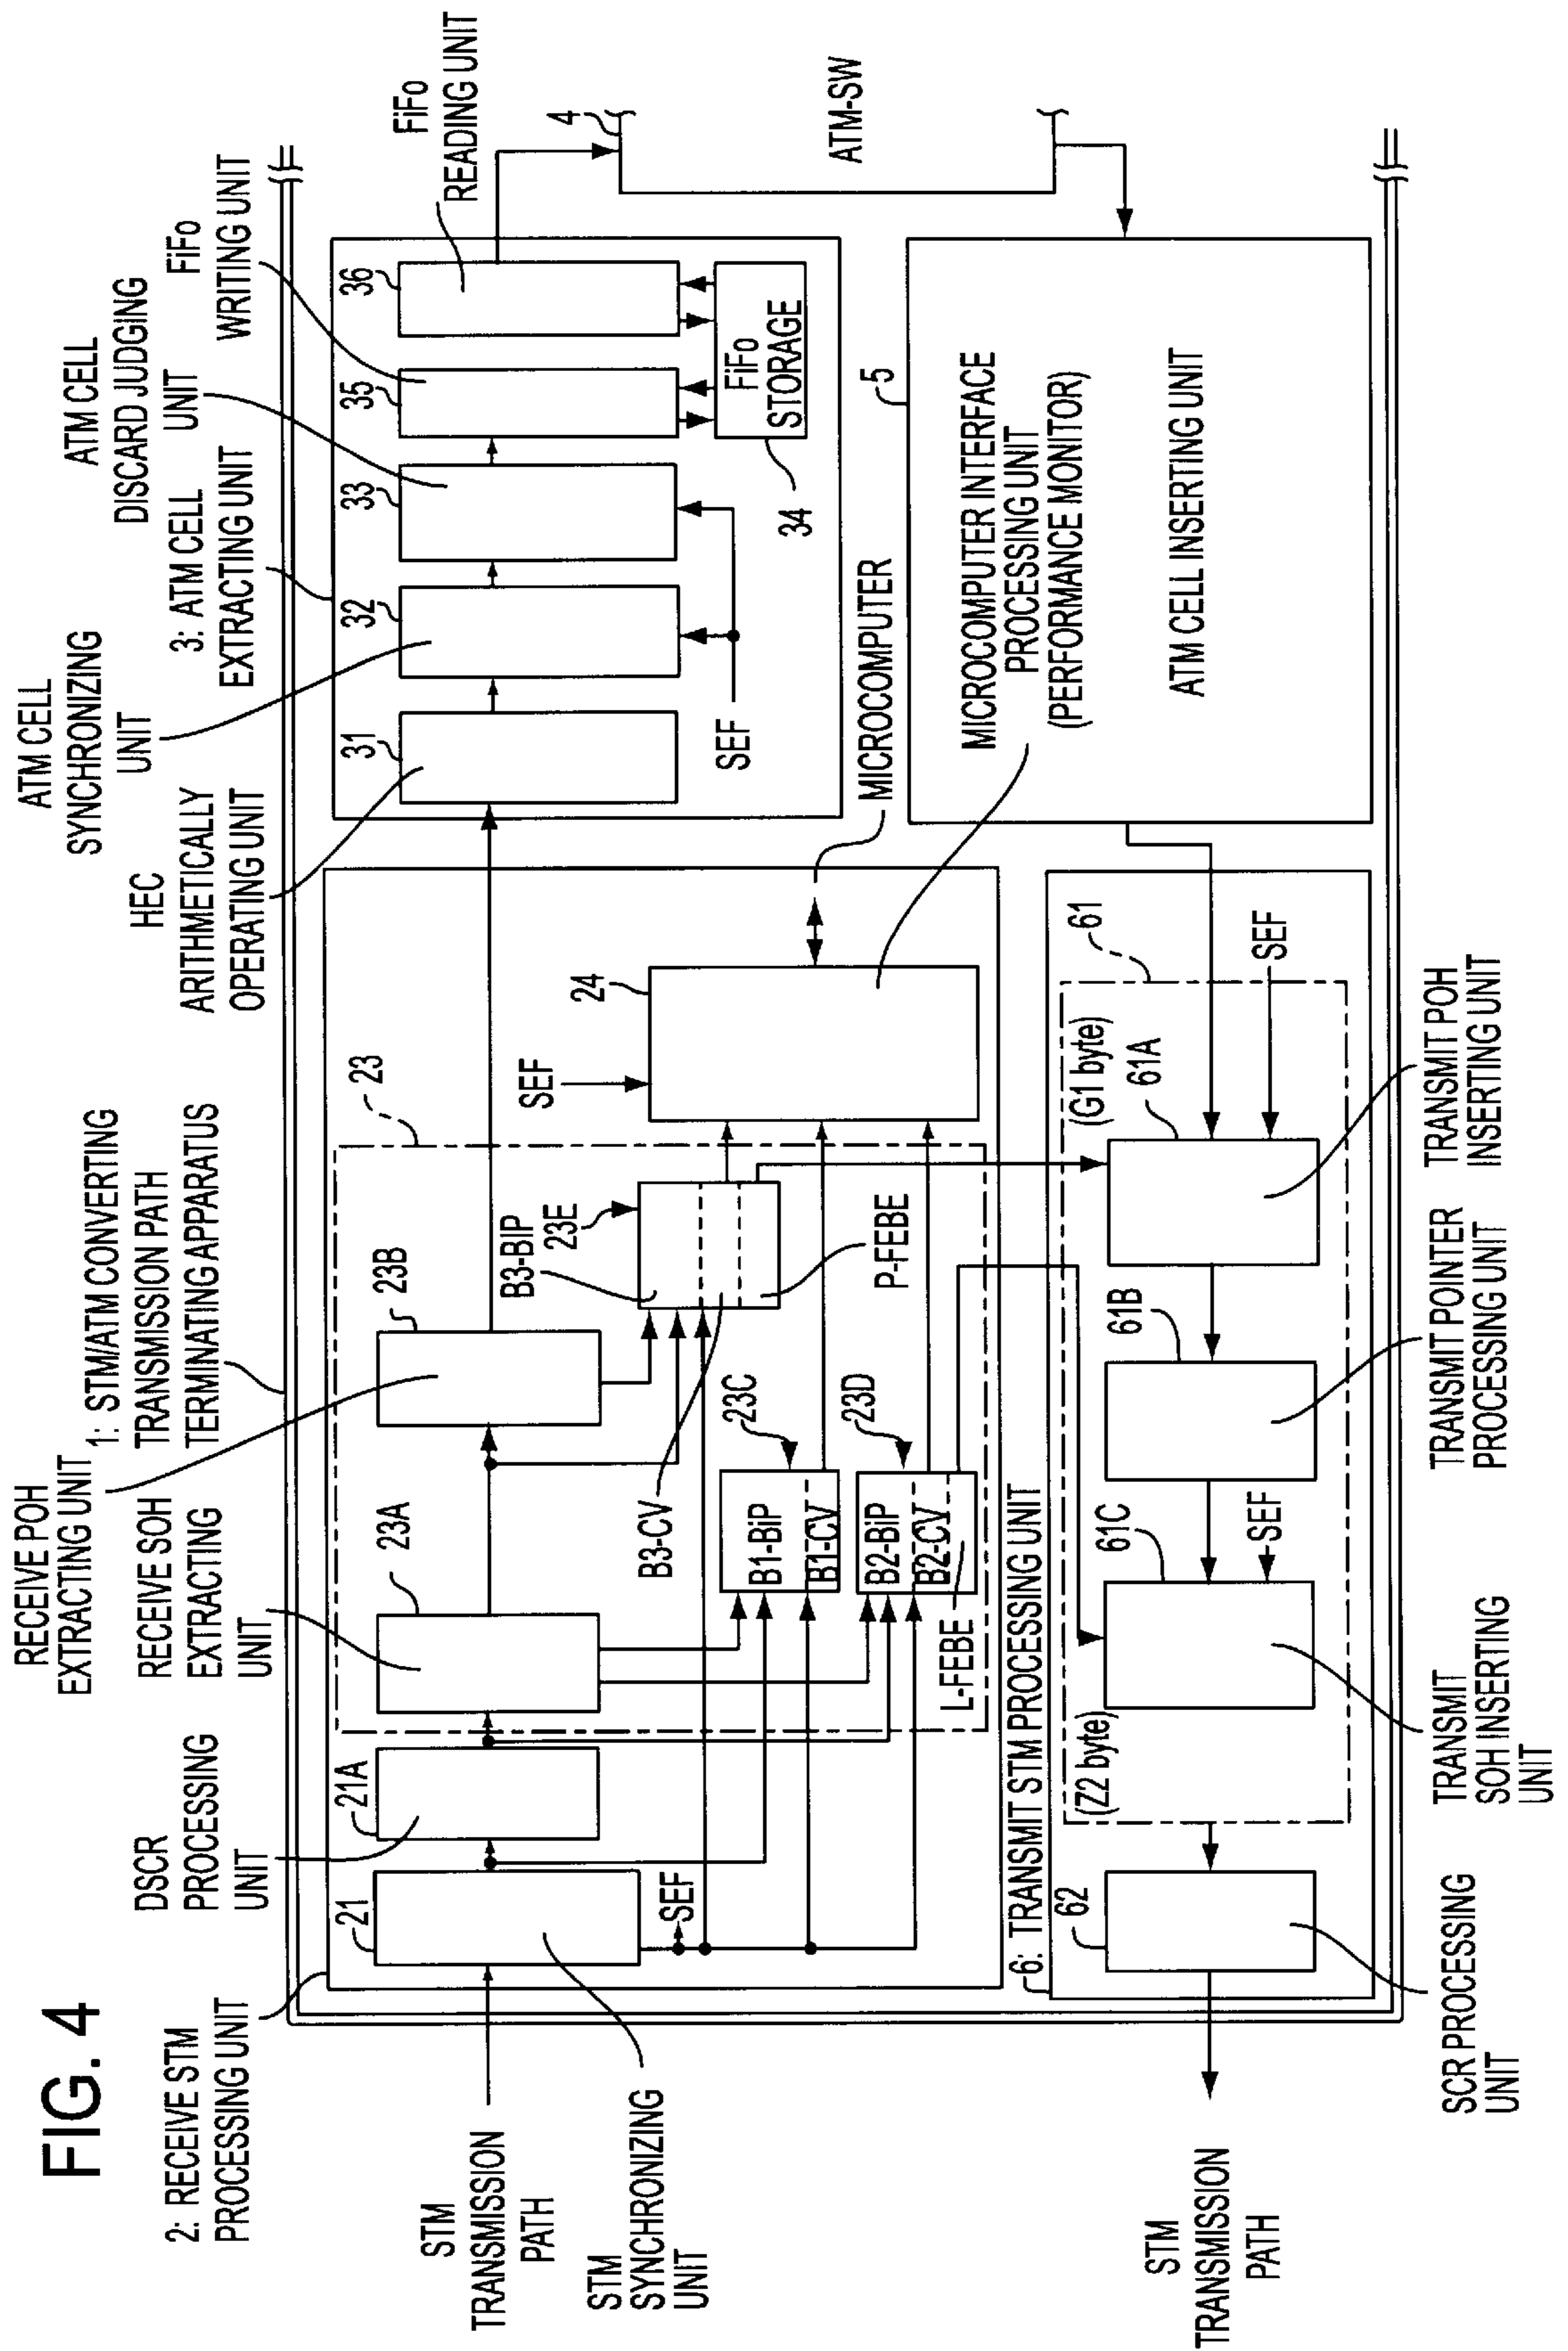 FIG. 4
2: RECEIVE STM
PROCESSING UNIT
DSCR
PROCESSING
UNIT
RECEIVE POH
EXTRACTING UNIT
RECEIVE SOH
EXTRACTING
UNIT
1: STM/ATM CONVERTING
TRANSMISSION PATH
TERMINATING APPARATUS
HEC
ARITHMETICALLY
OPERATING UNIT
ATM CELL
SYNCHRONIZING
UNIT
3: ATM CELL
EXTRACTING UNIT
ATM CELL
DISCARD JUDGING
UNIT
FiFo
WRITING UNIT
FiFo
READING UNIT
STM
TRANSMISSION
PATH
STM
SYNCHRONIZING
UNIT
21
21A
23A
23B
23
31
32
33
35
36
4
SEF
B3-BIP
23E
B3-CV
P-FEBE
23C
B1-BiP
B1-CV
23D
B2-BiP
B2-CV
L-FEBE
SEF
24
SEF
FiFo
STORAGE
34
ATM-SW
MICROCOMPUTER
5
MICROCOMPUTER INTERFACE
PROCESSING UNIT
(PERFORMANCE MONITOR)
ATM CELL INSERTING UNIT
6: TRANSMIT STM PROCESSING UNIT
62
(Z2 byte)
61C
SEF
61B
61A
(G1 byte)
61
SEF
STM
TRANSMISSION
PATH
SCR PROCESSING
UNIT
TRANSMIT
SOH INSERTING
UNIT
TRANSMIT POINTER
PROCESSING UNIT
TRANSMIT POH
INSERTING UNIT